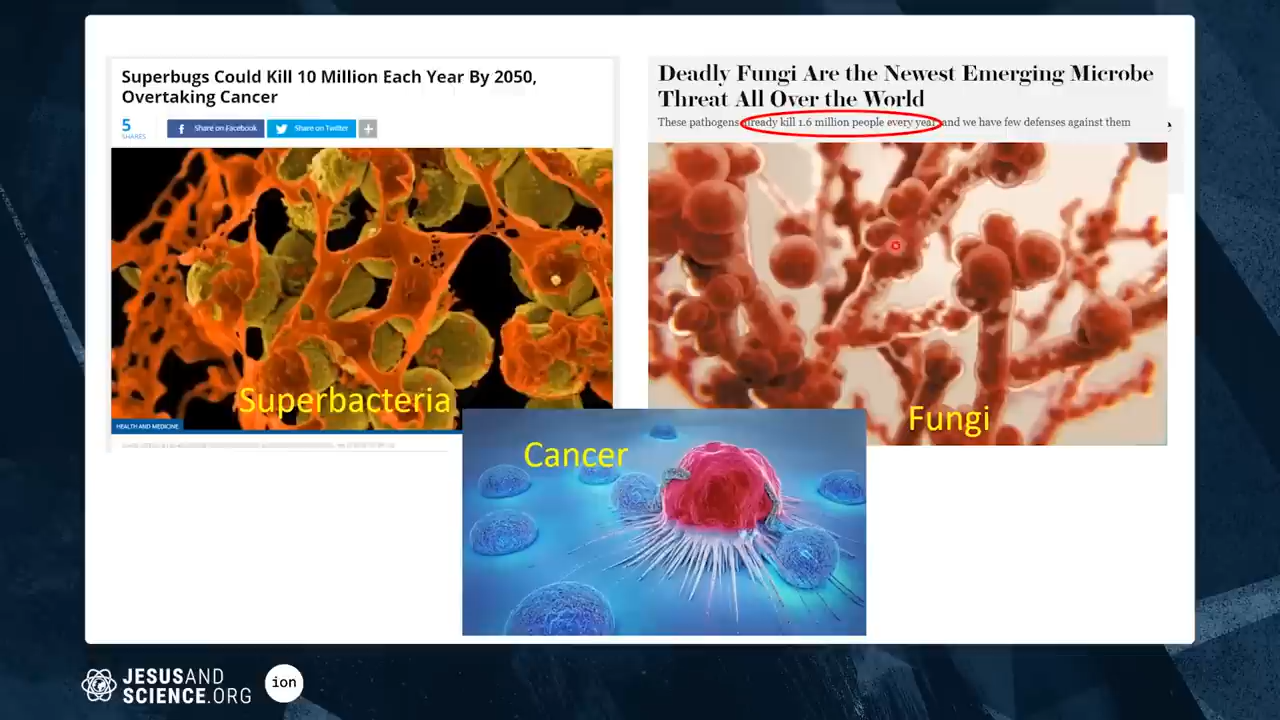 Superbugs Could Kill 10 Million Each Year By 2050,
Overtaking Cancer
5
SHARES
Share on Facebook
Share on Twitter
+
Superbacteria
HEALTH AND MEDICINE
Deadly Fungi Are the Newest Emerging Microbe
Threat All Over the World
These pathogens already kill 1.6 million people every year and we have few defenses against them
Fungi
Cancer
JESUSAND
SCIENCE.ORG
ion